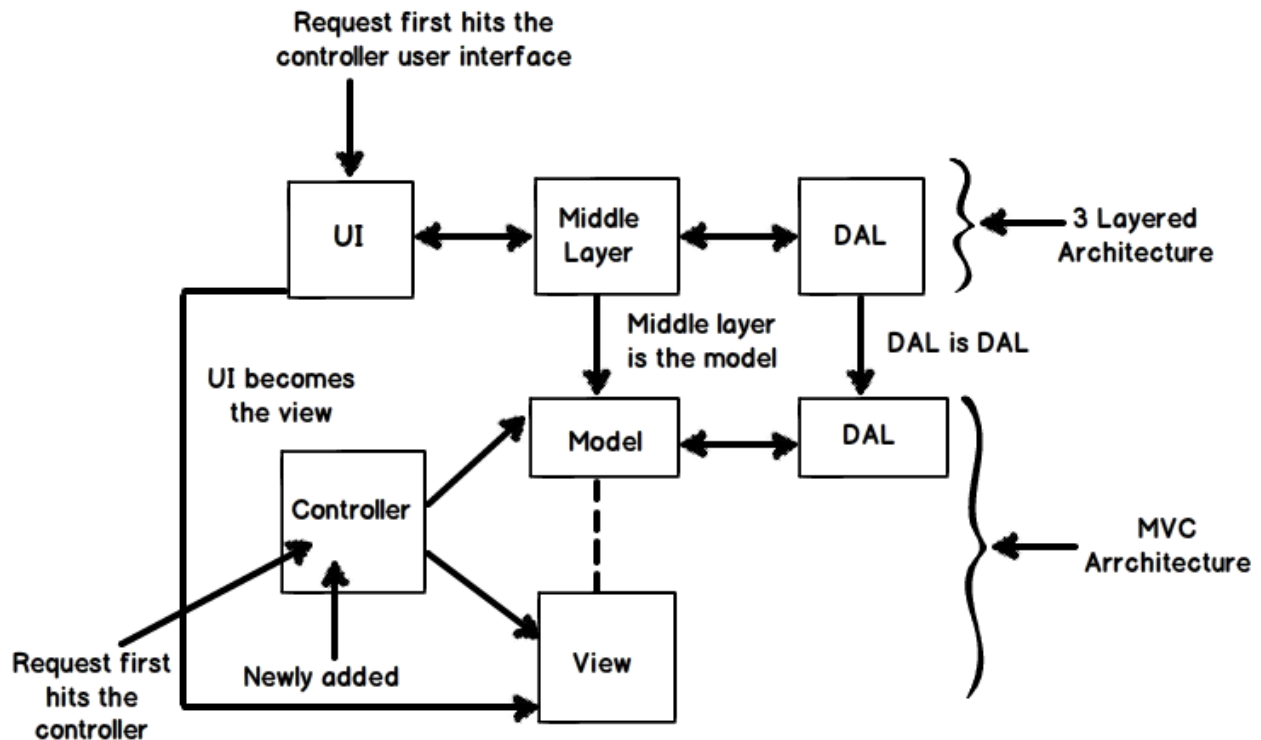 Request first hits the
controller user interface
UI
Middle
Layer
DAL
3 Layered
Architecture
Middle layer
is the model
DAL is DAL
UI becomes
the view
Model
DAL
Controller
MVC
Arrchitecture
View
Request first
hits the
controller
Newly added